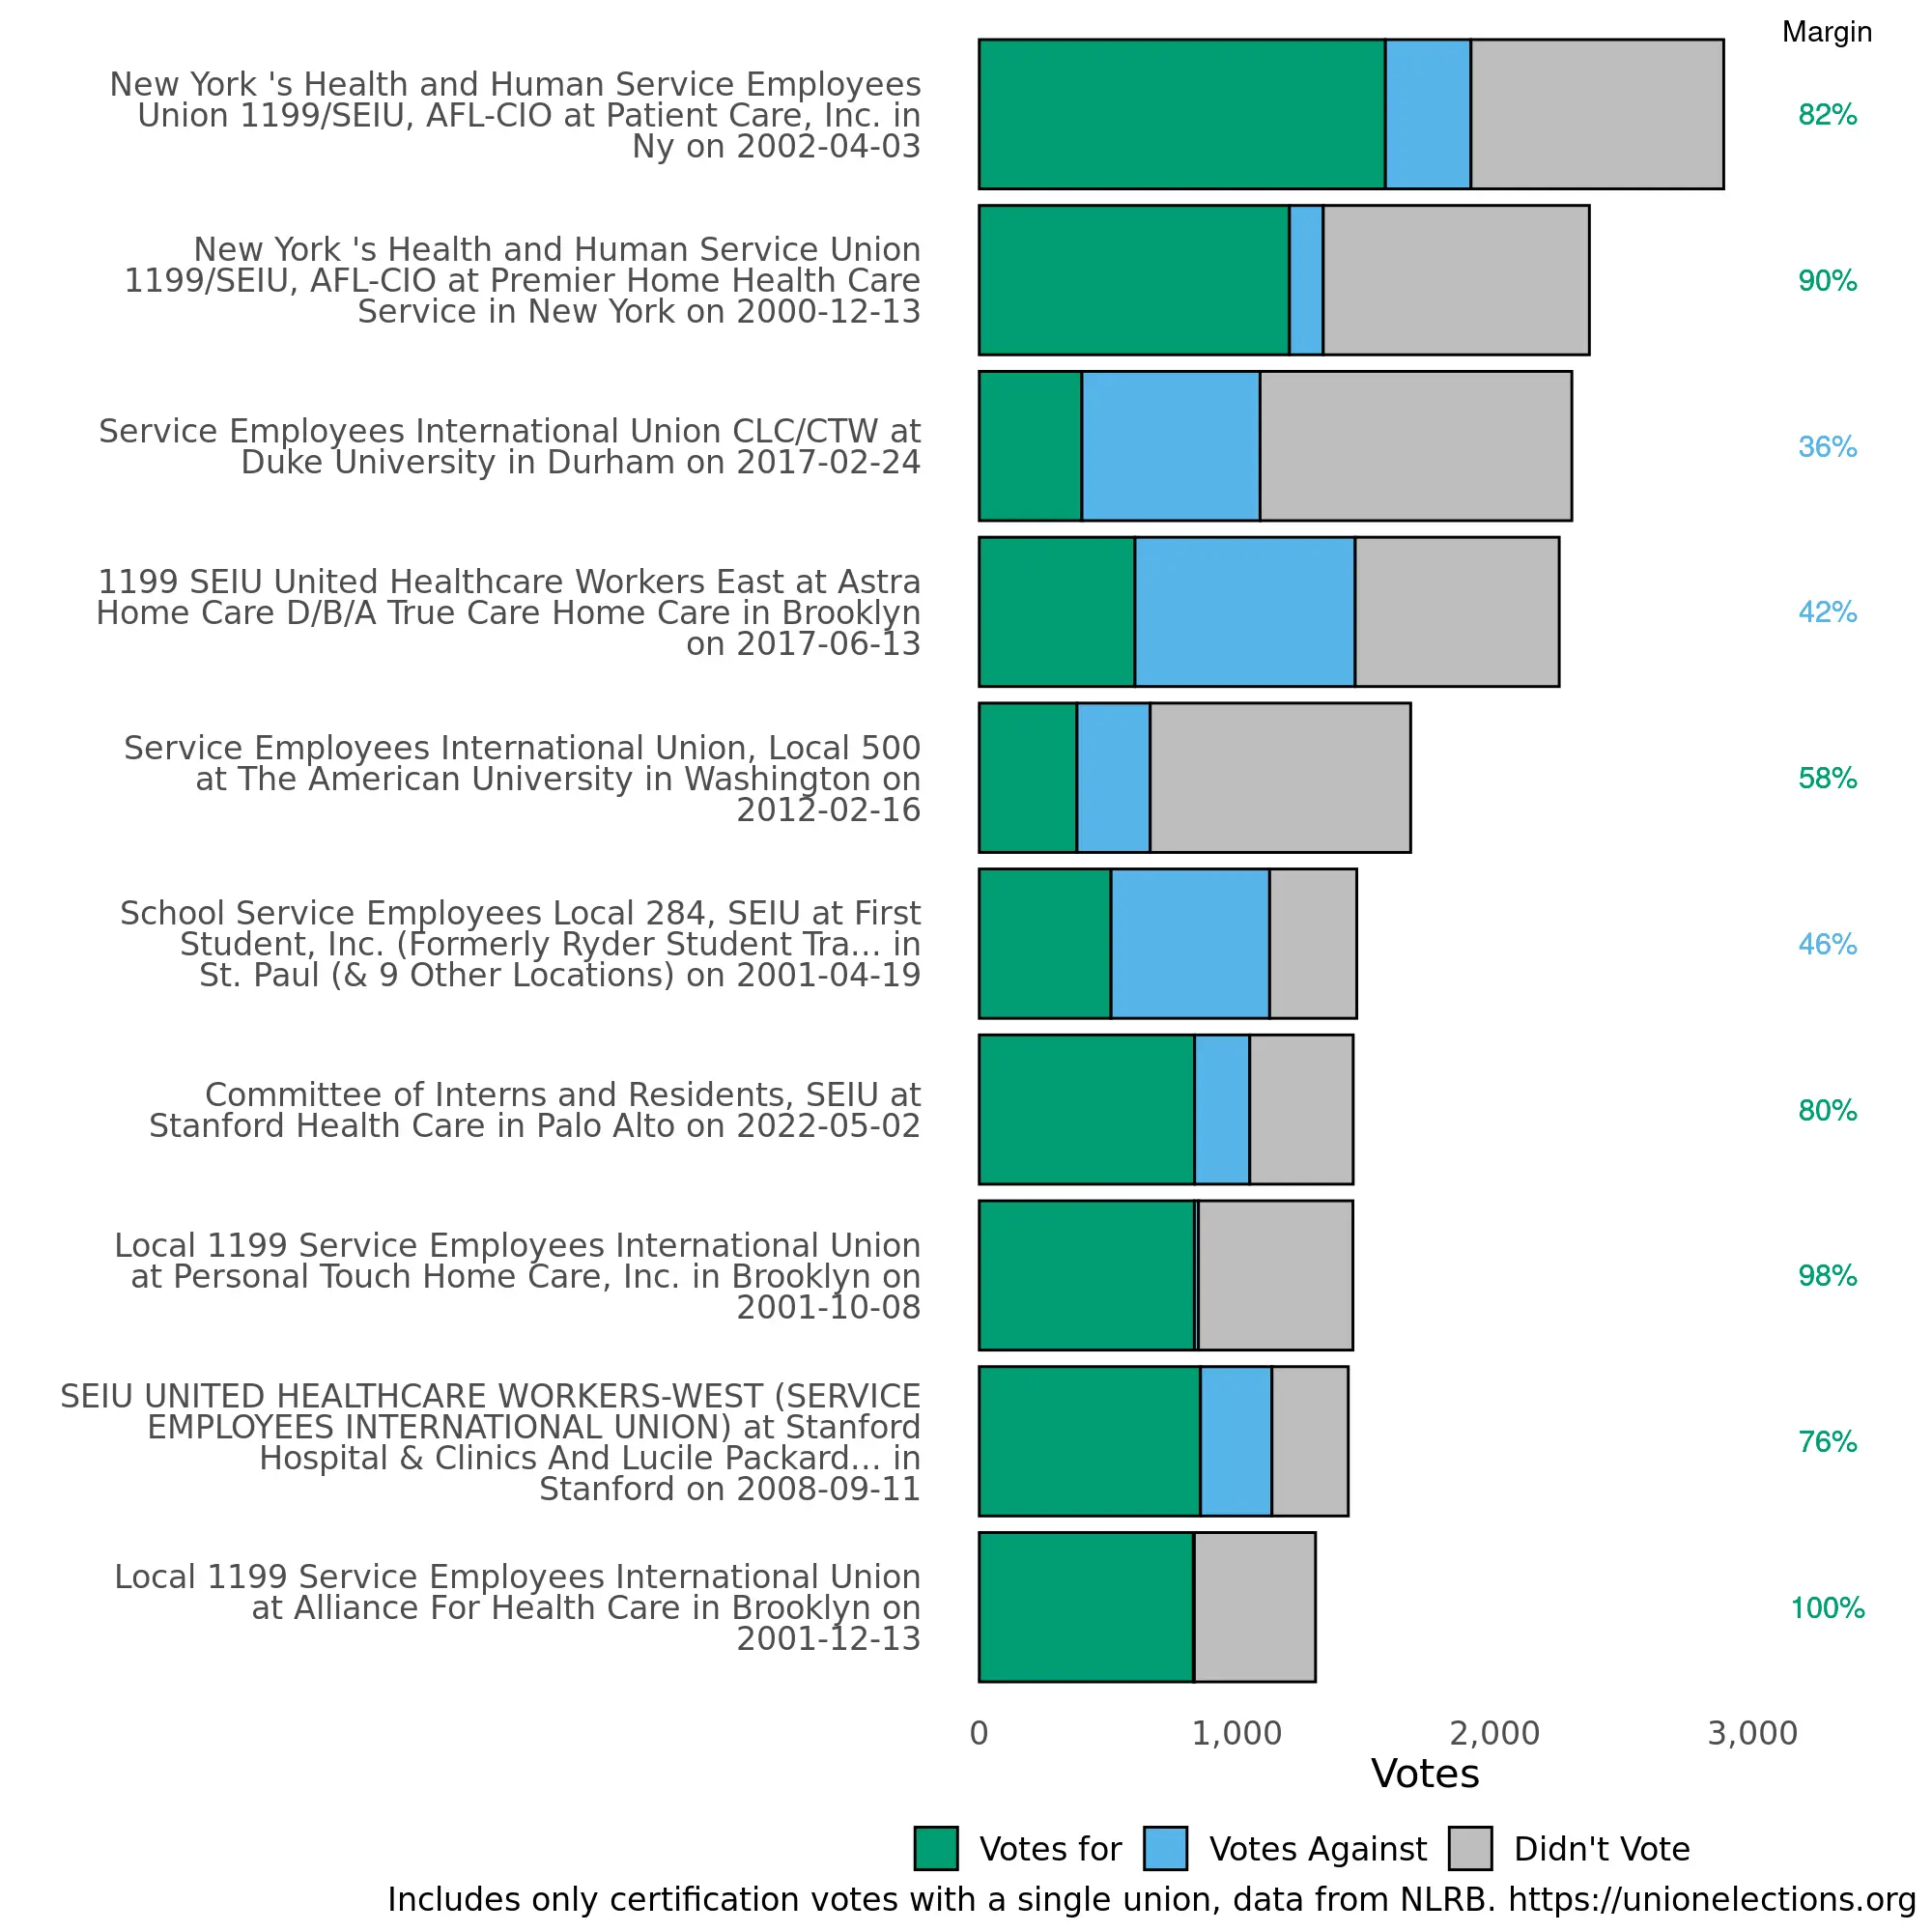 Margin
New York 's Health and Human Service Employees
Union 1199/SEIU, AFL-CIO at Patient Care, Inc. in
Ny on 2002-04-03
82%
New York 's Health and Human Service Union
1199/SEIU, AFL-CIO at Premier Home Health Care
Service in New York on 2000-12-13
90%
Service Employees International Union CLC/CTW at
Duke University in Durham on 2017-02-24
36%
1199 SEIU United Healthcare Workers East at Astra
Home Care D/B/A True Care Home Care in Brooklyn
on 2017-06-13
42%
Service Employees International Union, Local 500
at The American University in Washington on
2012-02-16
58%
School Service Employees Local 284, SEIU at First
Student, Inc. (Formerly Ryder Student Tra... in
St. Paul (& 9 Other Locations) on 2001-04-19
46%
Committee of Interns and Residents, SEIU at
Stanford Health Care in Palo Alto on 2022-05-02
80%
Local 1199 Service Employees International Union
at Personal Touch Home Care, Inc. in Brooklyn on
2001-10-08
98%
SEIU UNITED HEALTHCARE WORKERS-WEST (SERVICE
EMPLOYEES INTERNATIONAL UNION) at Stanford
Hospital & Clinics And Lucile Packard... in
Stanford on 2008-09-11
76%
Local 1199 Service Employees International Union
at Alliance For Health Care in Brooklyn on
2001-12-13
100%
0 1,000 2,000 3,000
Votes
Votes for Votes Against Didn't Vote
Includes only certification votes with a single union, data from NLRB. https://unionelections.org